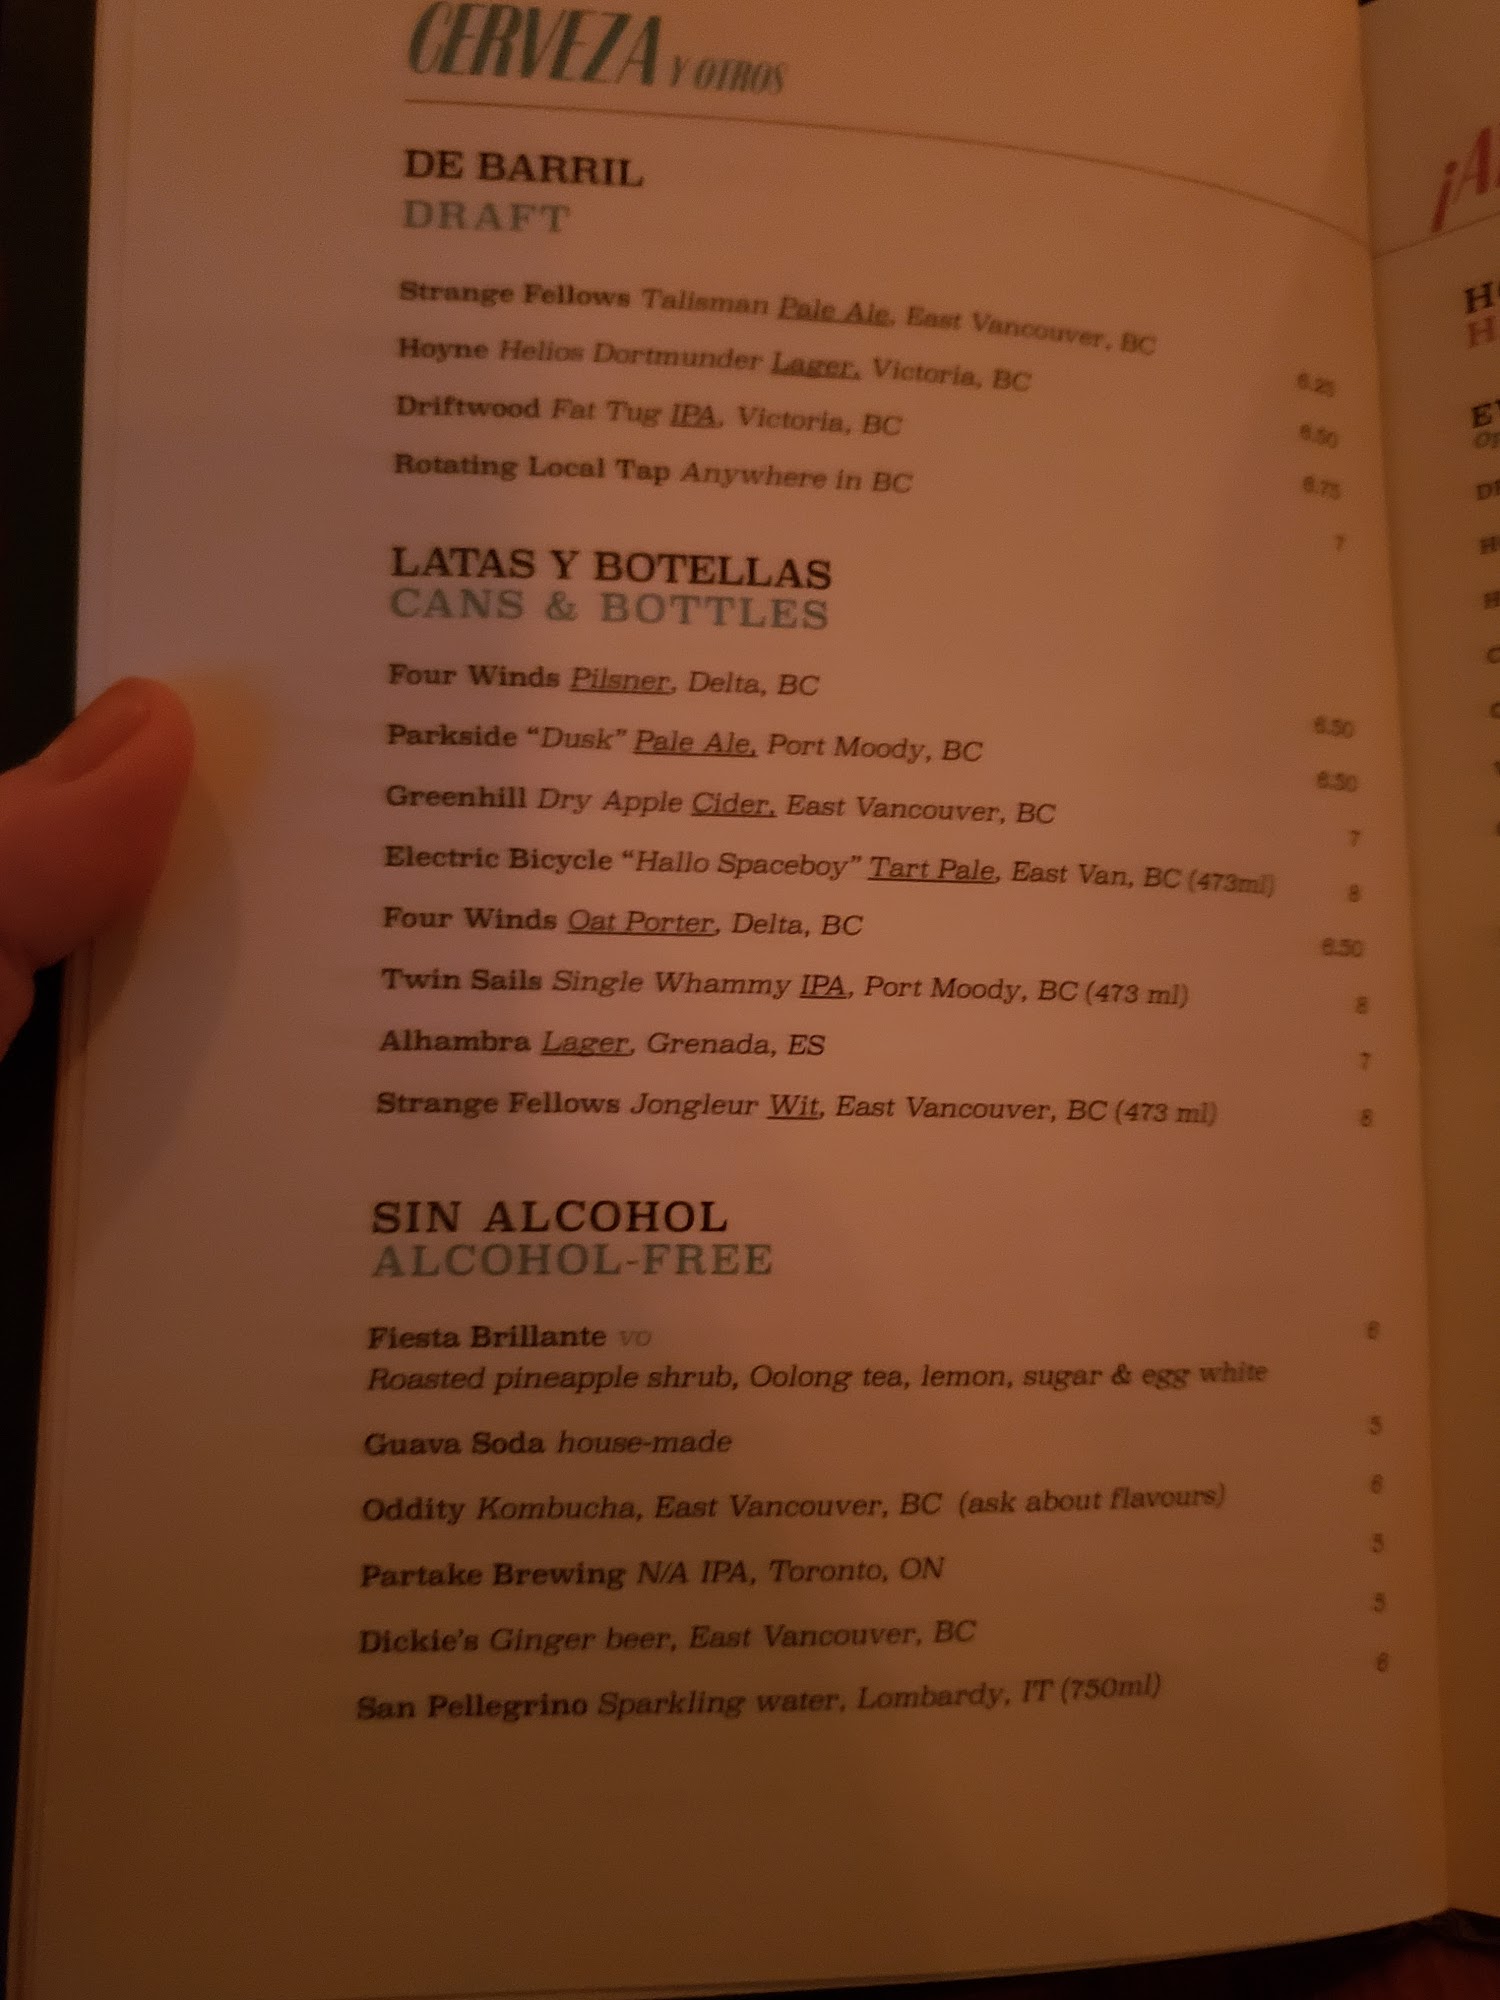 CERVEZA Y OTROS
DE BARRIL
DRAFT
Strange Fellows Talisman Pale Ale, East Vancouver, BC 6.25
Hoyne Helios Dortmunder Lager, Victoria, BC 6.50
Driftwood Fat Tug IPA, Victoria, BC 6.75
Rotating Local Tap Anywhere in BC 7
LATAS Y BOTELLAS
CANS & BOTTLES
Four Winds Pilsner, Delta, BC 6.50
Parkside “Dusk” Pale Ale, Port Moody, BC 6.50
Greenhill Dry Apple Cider, East Vancouver, BC 7
Electric Bicycle “Hallo Spaceboy” Tart Pale, East Van, BC (473ml) 8
Four Winds Oat Porter, Delta, BC 6.50
Twin Sails Single Whammy IPA, Port Moody, BC (473 ml) 8
Alhambra Lager, Grenada, ES 7
Strange Fellows Jongleur Wit, East Vancouver, BC (473 ml) 8
SIN ALCOHOL
ALCOHOL-FREE
Fiesta Brillante vo 6
Roasted pineapple shrub, Oolong tea, lemon, sugar & egg white
Guava Soda house-made 5
Oddity Kombucha, East Vancouver, BC (ask about flavours) 6
Partake Brewing N/A IPA, Toronto, ON 5
Dickie's Ginger beer, East Vancouver, BC 5
San Pellegrino Sparkling water, Lombardy, IT (750ml) 6